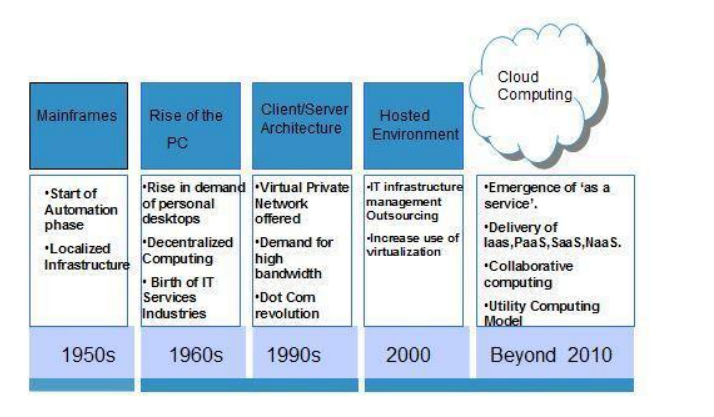 Mainframes
Rise of the
PC
Client/Server
Architecture
Hosted
Environment
Cloud
Computing
•Start of
Automation
phase
•Localized
Infrastructure
•Rise in demand
of personal
desktops
•Decentralized
Computing
• Birth of IT
Services
Industries
•Virtual Private
Network
offered
•Demand for
high
bandwidth
•Dot Com
revolution
•IT infrastructure
management
Outsourcing
•Increase use of
virtualization
•Emergence of ‘as a
service’.
•Delivery of
Iaas,PaaS,SaaS,NaaS.
•Collaborative
computing
•Utility Computing
Model
1950s
1960s
1990s
2000
Beyond 2010